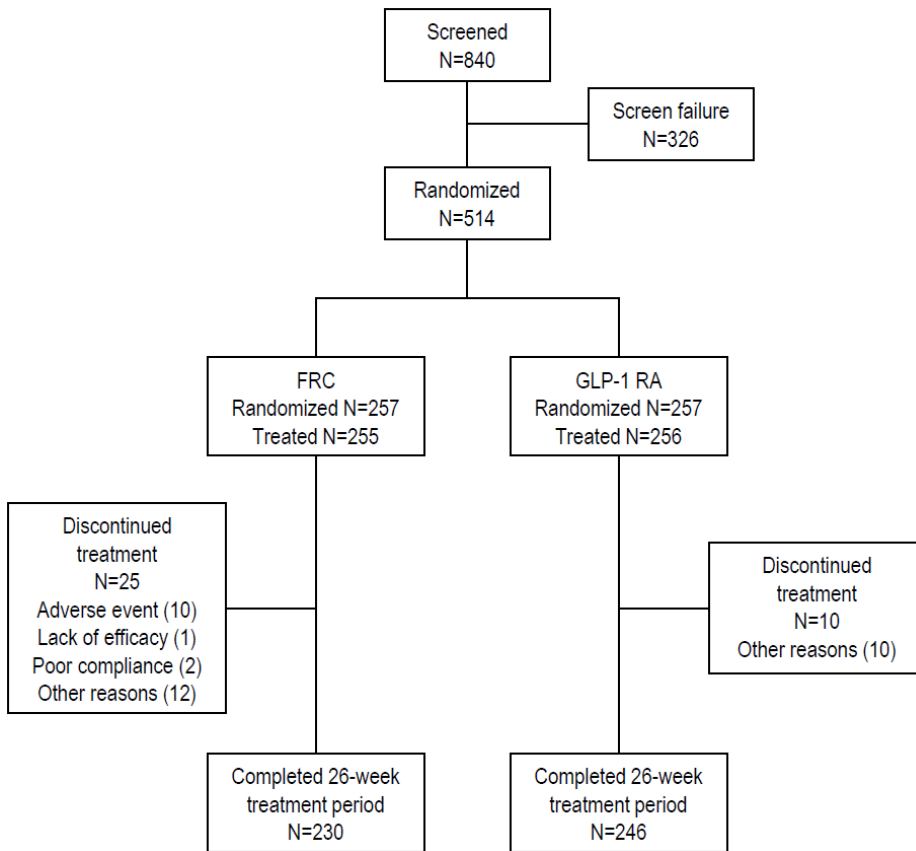 Screened
N=840
Screen failure
N=326
Randomized
N=514
FRC
Randomized N=257
Treated N=255
GLP-1 RA
Randomized N=257
Treated N=256
Discontinued
treatment
N=25
Adverse event (10)
Lack of efficacy (1)
Poor compliance (2)
Other reasons (12)
Discontinued
treatment
N=10
Other reasons (10)
Completed 26-week
treatment period
N=230
Completed 26-week
treatment period
N=246